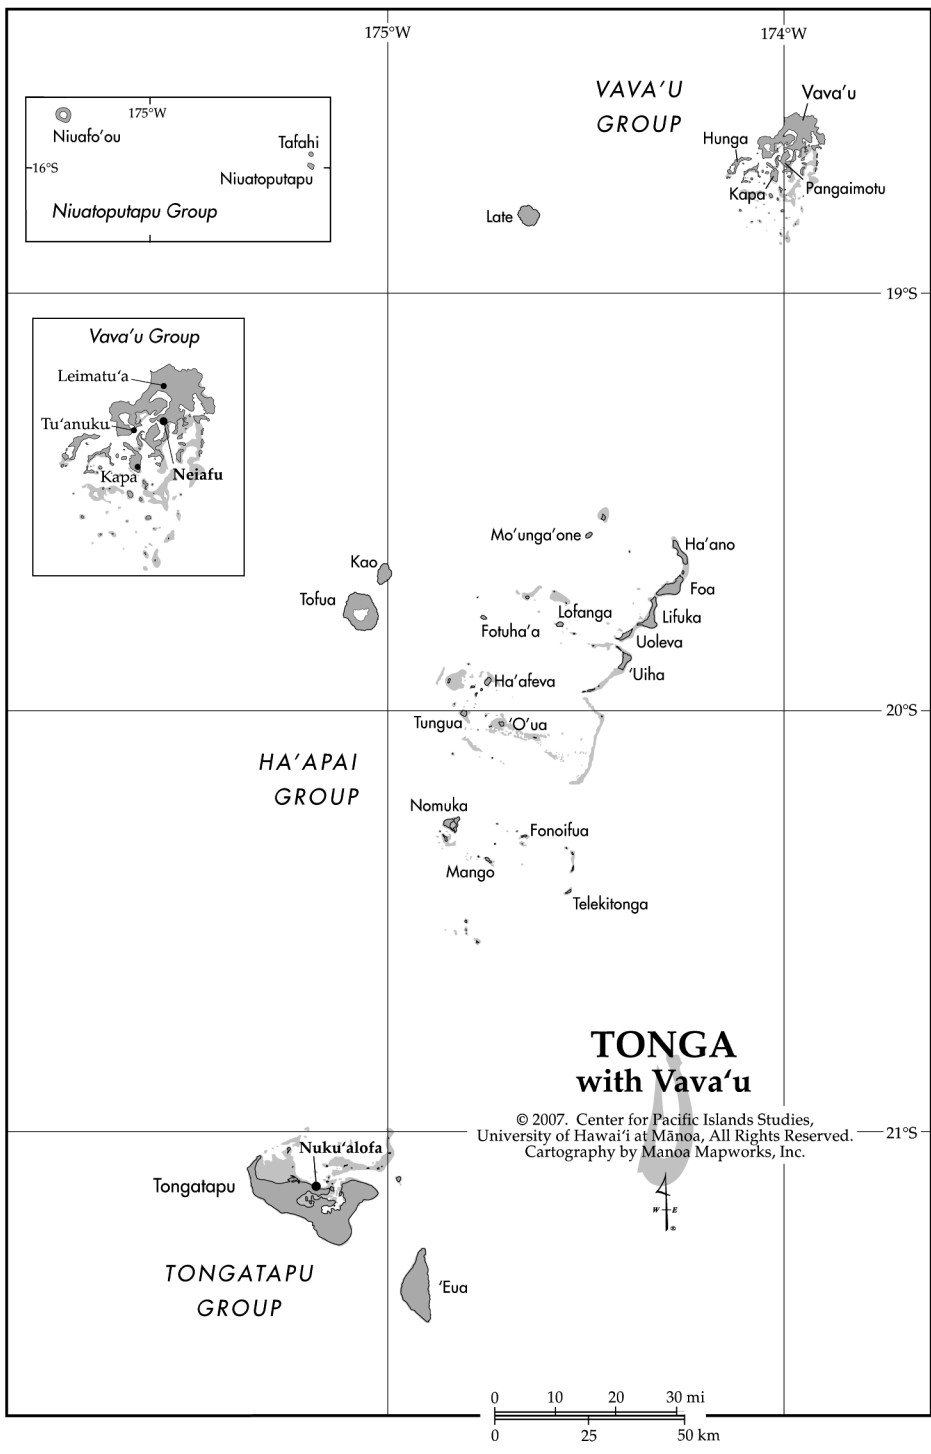 175°W
174°W
VAVA‘U
GROUP
Vava‘u
Hunga
Kapa
Pangaimotu
Late
175°W
Niuafo‘ou
Tafahi
16°S
Niuatoputapu
Niuatoputapu Group
19°S
Vava‘u Group
Leimatu‘a
Tu‘anuku
Kapa
Neiafu
Mo‘unga‘one
Ha‘ano
Kao
Foa
Tofua
Lofanga
Lifuka
Fotuha‘a
Uoleva
‘Uiha
Ha‘afeva
20°S
Tungua
‘O‘ua
HA‘APAI
GROUP
Nomuka
Fonoifua
Mango
Telekitonga
TONGA
with Vava‘u
© 2007. Center for Pacific Islands Studies,
University of Hawai‘i at Mānoa, All Rights Reserved.
Cartography by Manoa Mapworks, Inc.
21°S
Nuku‘alofa
Tongatapu
W E
®
TONGATAPU
GROUP
‘Eua
0 10 20 30 mi
0 25 50 km